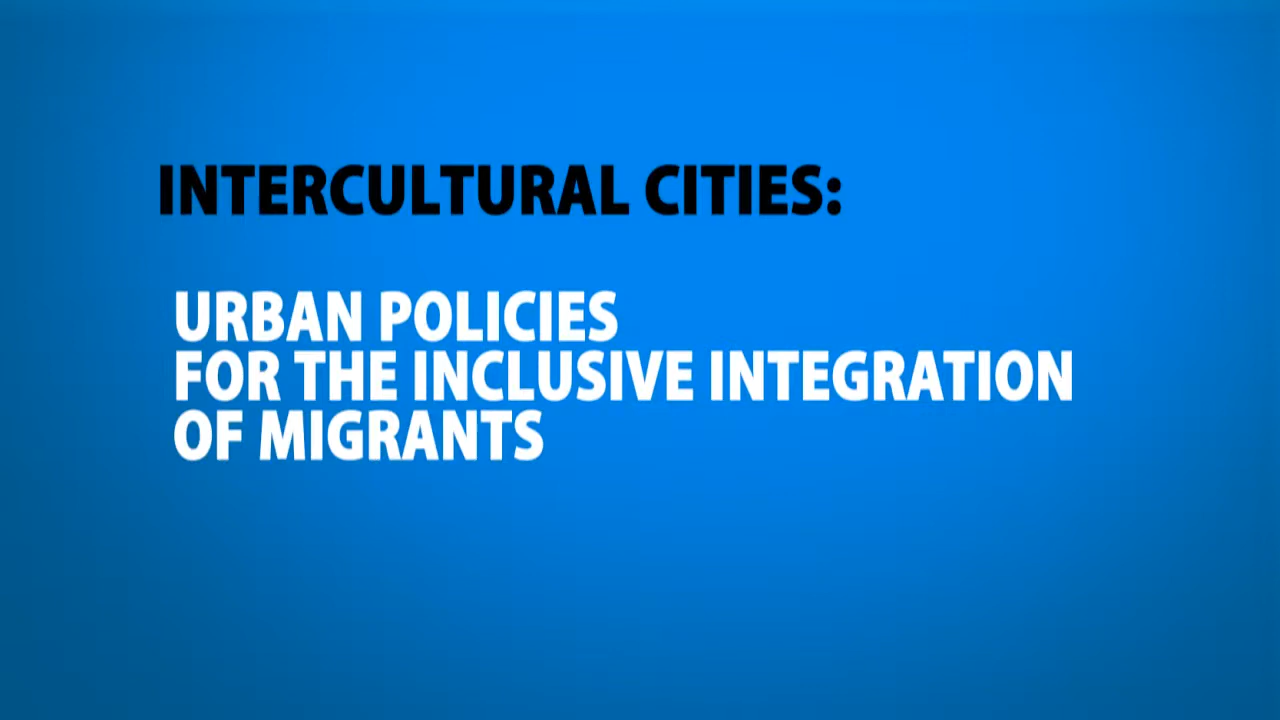 INTERCULTURAL CITIES:
URBAN POLICIES
FOR THE INCLUSIVE INTEGRATION
OF MIGRANTS